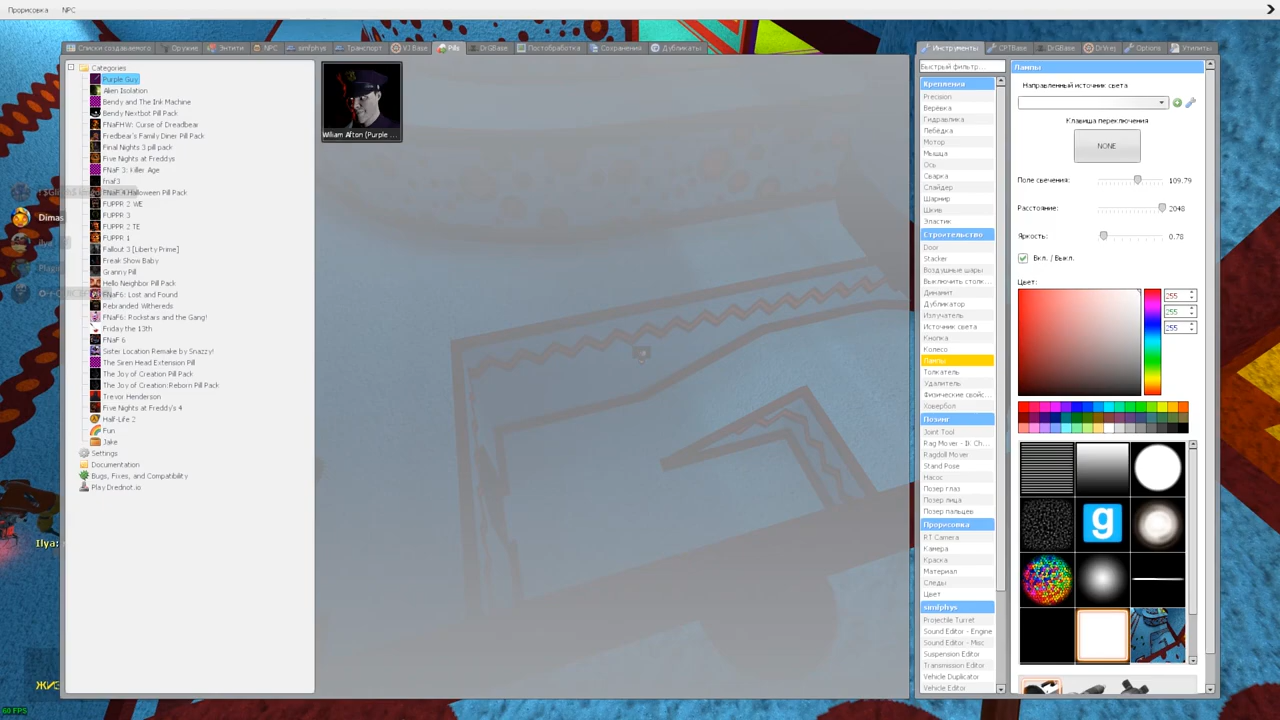 Прорисовка NPC
Списки создаваемого Оружие Энтити NPC simfphys Транспорт VJ Base Pills DrGBase Постобработка Сохранения Дубликаты
Categories
Purple Guy
Alien Isolation
Bendy and The Ink Machine
Bendy Nextbot Pill Pack
FNaFHW: Curse of Dreadbear
Fredbear's Family Diner Pill Pack
Final Nights 3 pill pack
Five Nights at Freddys
FNAF 3: Killer Age
fnaf3
FNaF 4 Halloween Pill Pack
FUPPR 2 WE
FUPPR 3
FUPPR 2 TE
FUPPR 1
Fallout 3 [Liberty Prime]
Freak Show Baby
Granny Pill
Hello Neighbor Pill Pack
FNaF6: Lost and Found
Rebranded Withereds
FNAF6: Rockstars and the Gang!
Friday the 13th
FNAF 6
Sister Location Remake by Snazzy!
The Siren Head Extension Pill
The Joy of Creation Pill Pack
The Joy of Creation:Reborn Pill Pack
Trevor Henderson
Five Nights at Freddy's 4
Half-Life 2
Fun
Jake
Settings
Documentation
Bugs, Fixes, and Compatibility
Play Drednot.io
Dimas
Ilya
Ilya:
ЖИЗ
60 FPS
William Afton (Purple ...
Инструменты CPTBase DrGBase DrVrej Options Утилиты
Быстрый фильтр...
Крепления
Precision
Верёвка
Гидравлика
Лебёдка
Мотор
Мышца
Ось
Сварка
Слайдер
Шарнир
Шкив
Эластик
Строительство
Door
Stacker
Воздушные шары
Выключить столк...
Динамит
Дубликатор
Излучатель
Источник света
Кнопка
Колесо
Лампы
Толкатель
Удалитель
Физические свойс...
Ховербол
Позинг
Joint Tool
Rag Mover - IK C...
Ragdoll Mover
Stand Pose
Насос
Позер глаз
Позер лица
Позер пальцев
Прорисовка
RT Camera
Камера
Краска
Материал
Следы
Цвет
simfphys
Projectile Turret
Sound Editor - Engine
Sound Editor - Misc
Suspension Editor
Transmission Editor
Vehicle Duplicator
Vehicle Editor
Лампы
Направленный источник света
Клавиша переключения
NONE
Поле свечения: 109.79
Расстояние: 2048
Яркость: 0.78
Вкл. / Выкл.
Цвет:
255
255
255
g